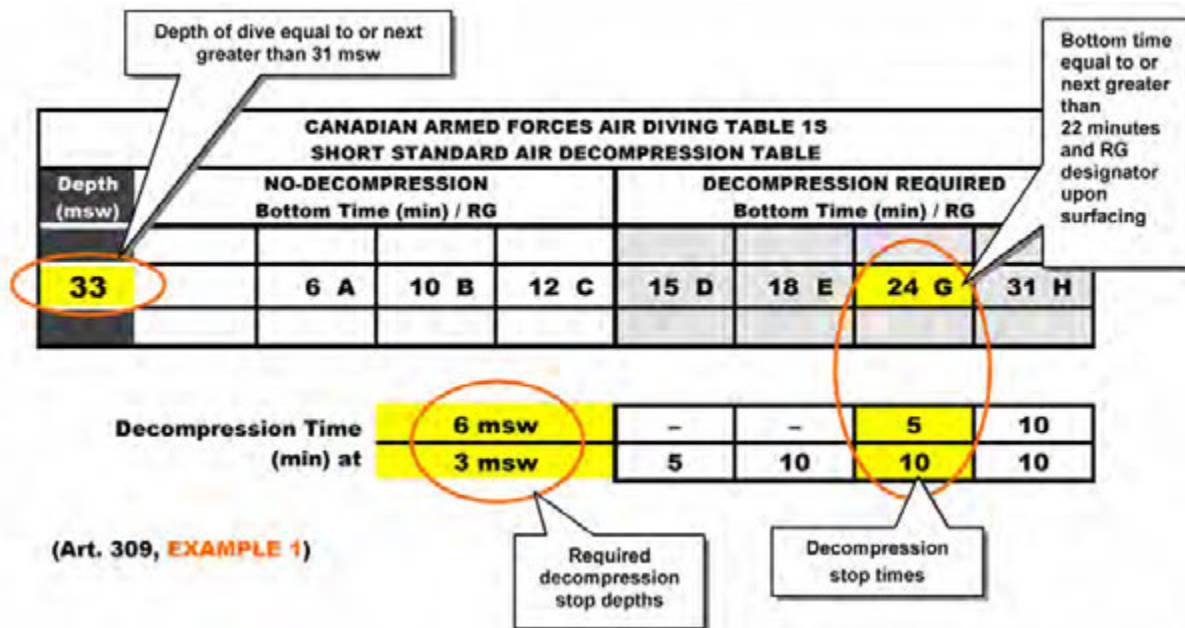 Depth of dive equal to or next
greater than 31 msw
Bottom time
equal to or
next greater
than
22 minutes
and RG
designator
upon
surfacing
CANADIAN ARMED FORCES AIR DIVING TABLE 1S
SHORT STANDARD AIR DECOMPRESSION TABLE
Depth
(msw)
NO-DECOMPRESSION
Bottom Time (min) / RG
DECOMPRESSION REQUIRED
Bottom Time (min) / RG
33 6 A 10 B 12 C 15 D 18 E 24 G 31 H
Decompression Time 6 msw – – 5 10
(min) at 3 msw 5 10 10 10
(Art. 309, EXAMPLE 1)
Required
decompression
stop depths
Decompression
stop times